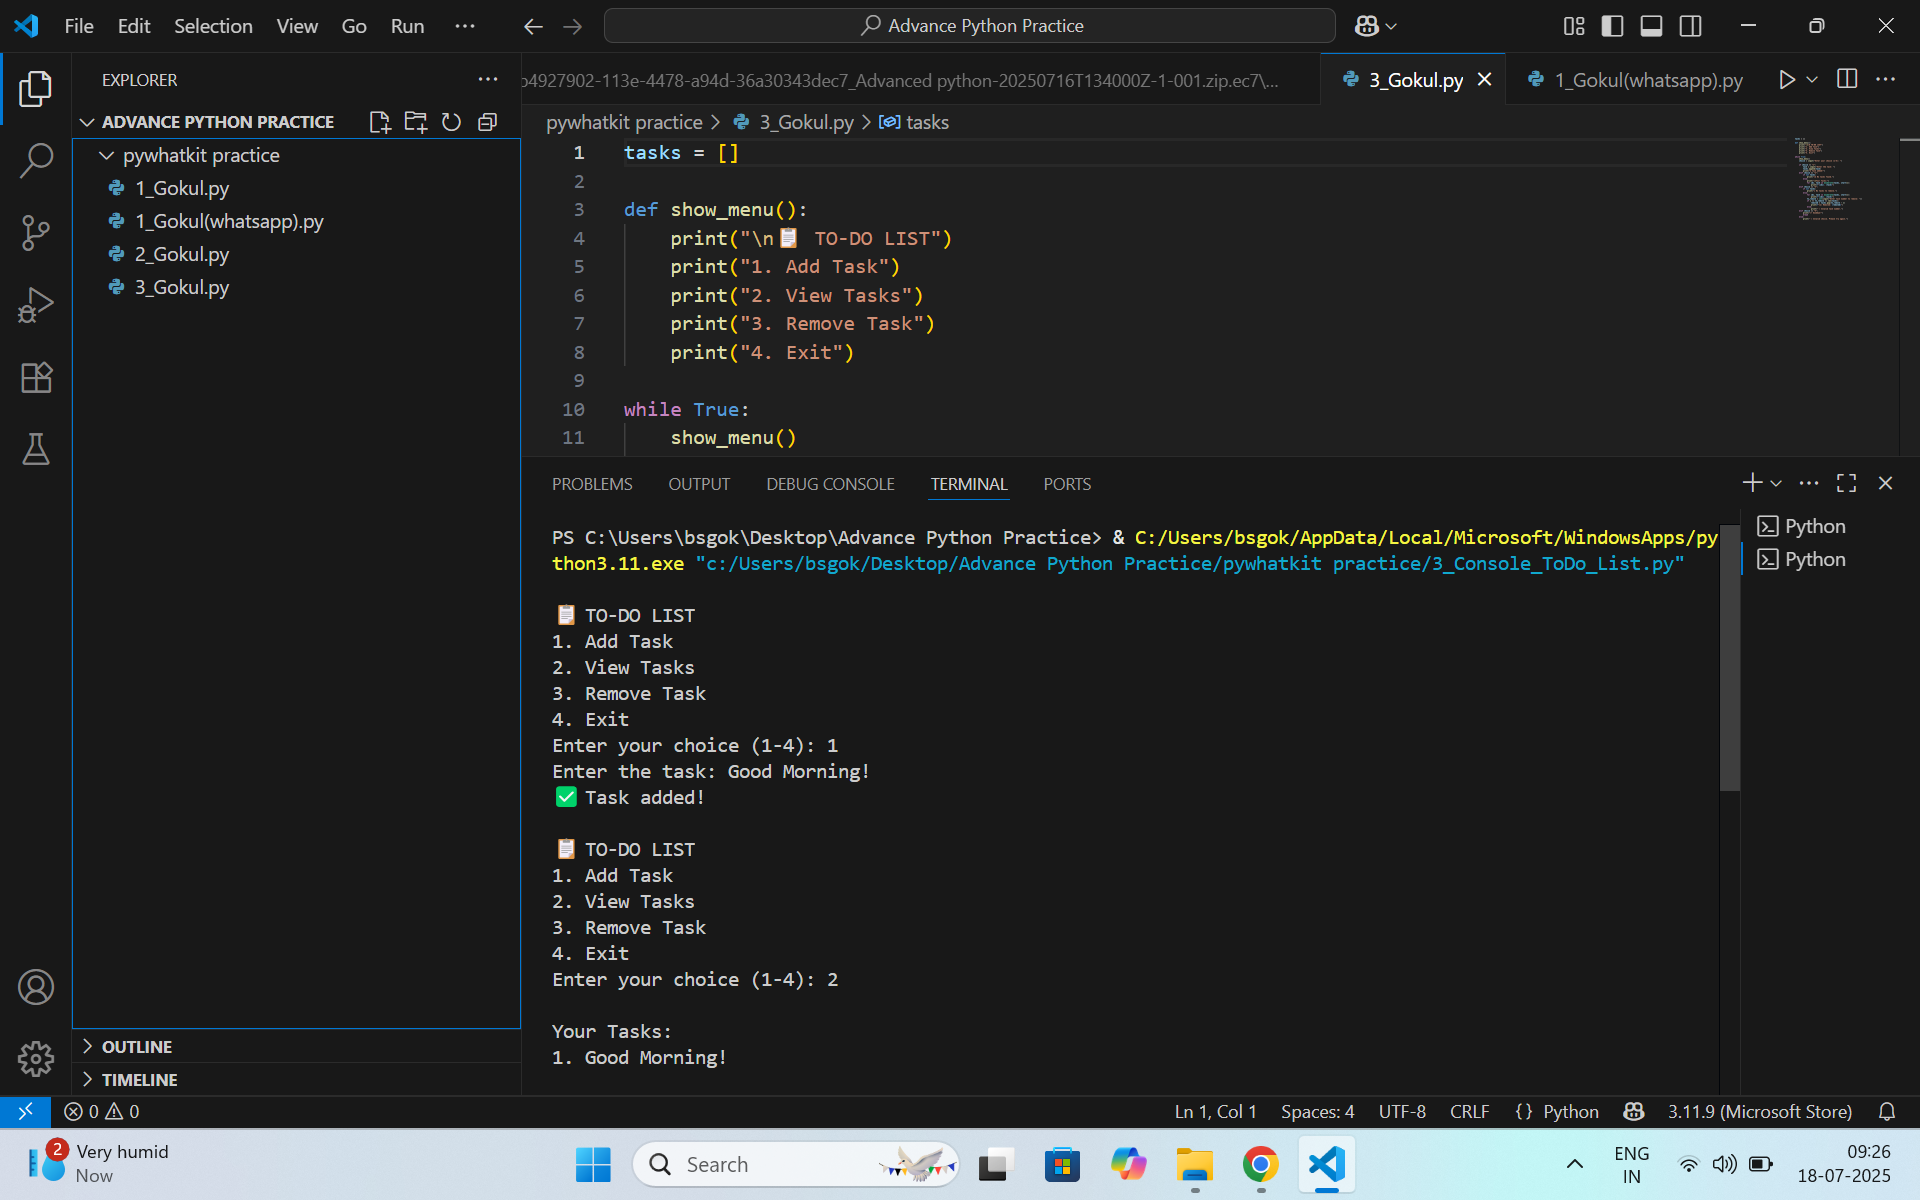 File Edit Selection View Go Run ···
Advance Python Practice
EXPLORER
ADVANCE PYTHON PRACTICE
pywhatkit practice
1_Gokul.py
1_Gokul(whatsapp).py
2_Gokul.py
3_Gokul.py
OUTLINE
TIMELINE
4927902-113e-4478-a94d-36a30343dec7_Advanced python-20250716T134000Z-1-001.zip.ec7\...
3_Gokul.py
1_Gokul(whatsapp).py
pywhatkit practice > 3_Gokul.py > tasks
1 tasks = []
2
3 def show_menu():
4 print("\n📋 TO-DO LIST")
5 print("1. Add Task")
6 print("2. View Tasks")
7 print("3. Remove Task")
8 print("4. Exit")
9
10 while True:
11 show_menu()
PROBLEMS OUTPUT DEBUG CONSOLE TERMINAL PORTS
Python
Python
PS C:\Users\bsgok\Desktop\Advance Python Practice> & C:/Users/bsgok/AppData/Local/Microsoft/WindowsApps/py
thon3.11.exe "c:/Users/bsgok/Desktop/Advance Python Practice/pywhatkit practice/3_Console_ToDo_List.py"
📋 TO-DO LIST
1. Add Task
2. View Tasks
3. Remove Task
4. Exit
Enter your choice (1-4): 1
Enter the task: Good Morning!
✅ Task added!
📋 TO-DO LIST
1. Add Task
2. View Tasks
3. Remove Task
4. Exit
Enter your choice (1-4): 2
Your Tasks:
1. Good Morning!
0 0
Ln 1, Col 1 Spaces: 4 UTF-8 CRLF {} Python 3.11.9 (Microsoft Store)
2
Very humid
Now
Search
ENG
IN
09:26
18-07-2025